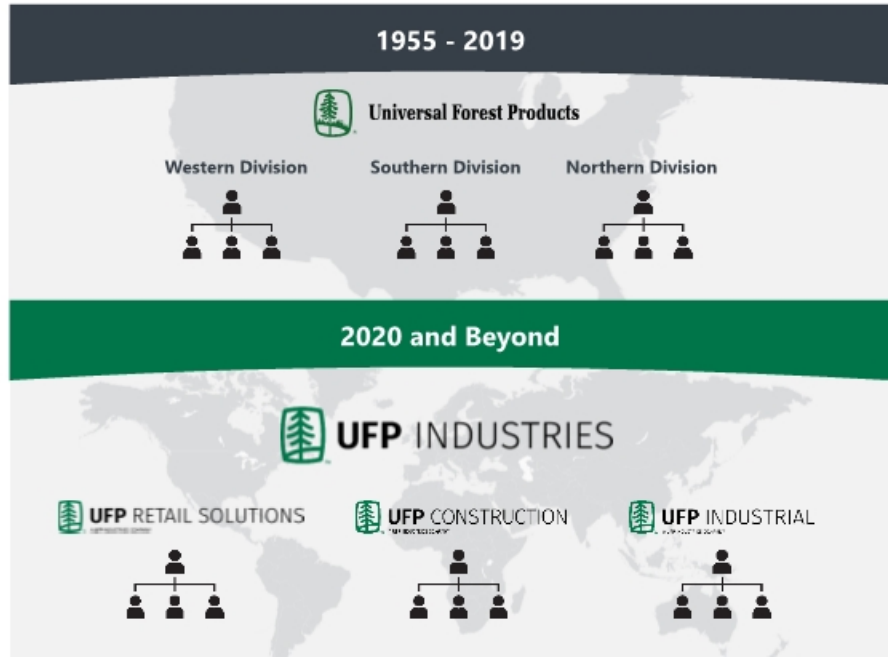 1955 - 2019
Universal Forest Products
Western Division Southern Division Northern Division
2020 and Beyond
UFP INDUSTRIES
UFP RETAIL SOLUTIONS UFP CONSTRUCTION UFP INDUSTRIAL